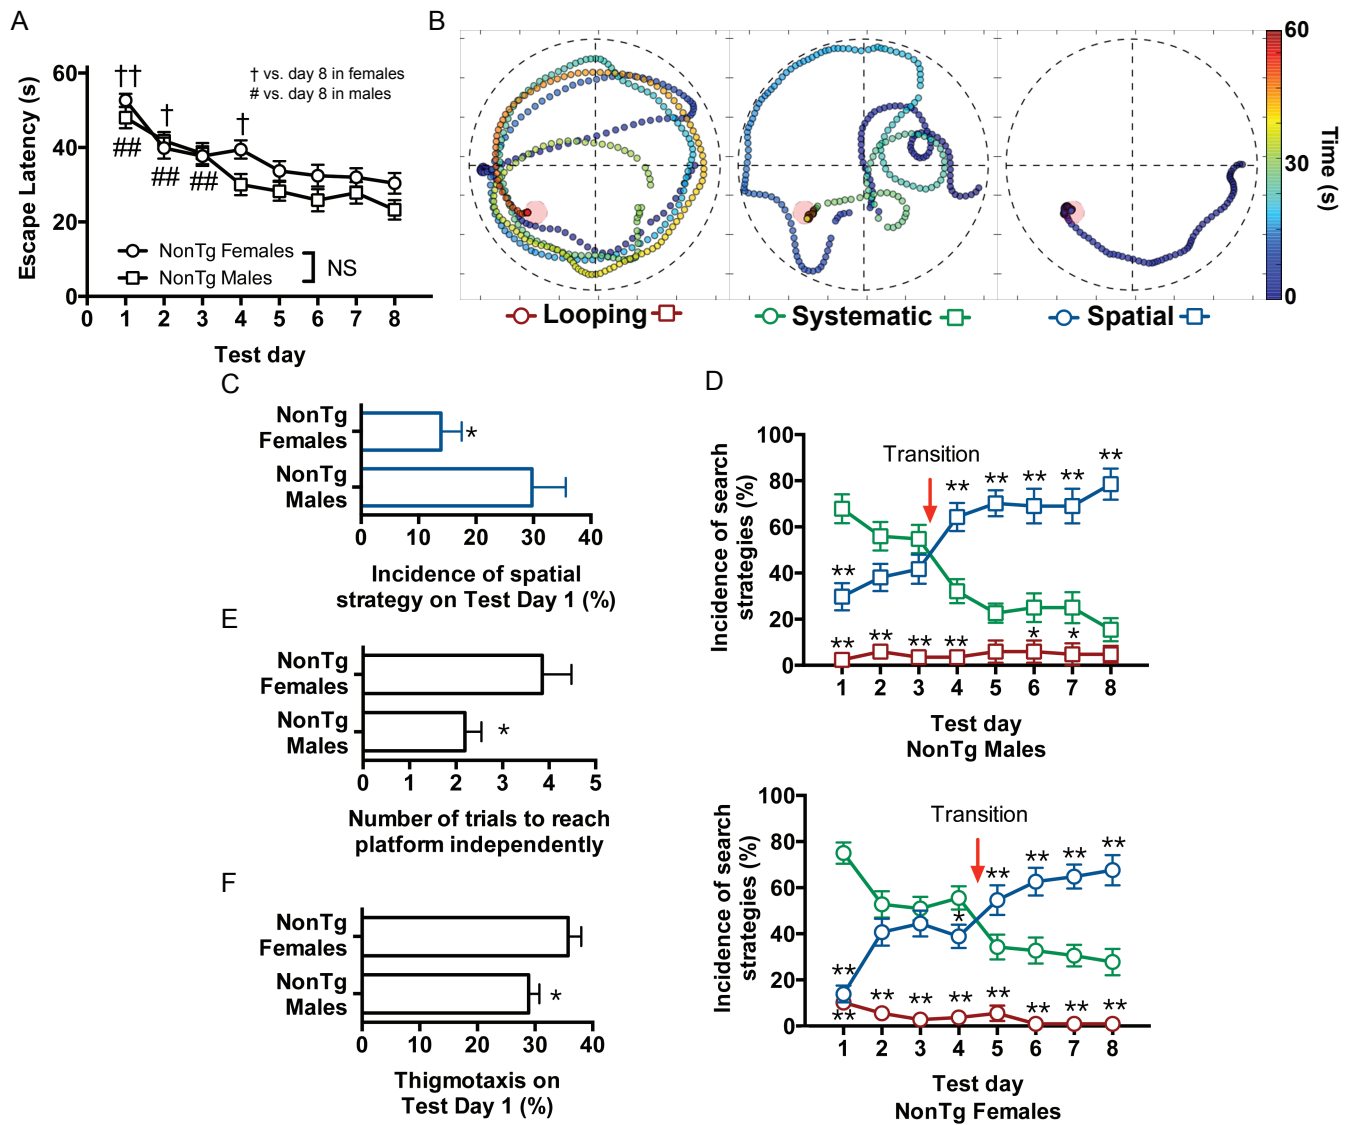 A
Escape Latency (s)
60
40
20
0
††
†
†
##
##
##
† vs. day 8 in females
# vs. day 8 in males
NonTg Females
NonTg Males
NS
0 1 2 3 4 5 6 7 8
Test day
B
60
30
0
Time (s)
Looping
Systematic
Spatial
C
NonTg
Females
*
NonTg
Males
0 10 20 30 40
Incidence of spatial
strategy on Test Day 1 (%)
D
Incidence of search
strategies (%)
100
80
60
40
20
0
Transition
** ** ** ** **
**
** ** ** ** * *
1 2 3 4 5 6 7 8
Test day
NonTg Males
E
NonTg
Females
NonTg
Males
*
0 1 2 3 4 5
Number of trials to reach
platform independently
Incidence of search
strategies (%)
100
80
60
40
20
0
Transition
** ** ** **
*
**
** ** ** ** ** ** ** **
1 2 3 4 5 6 7 8
Test day
NonTg Females
F
NonTg
Females
NonTg
Males
*
0 10 20 30 40
Thigmotaxis on
Test Day 1 (%)